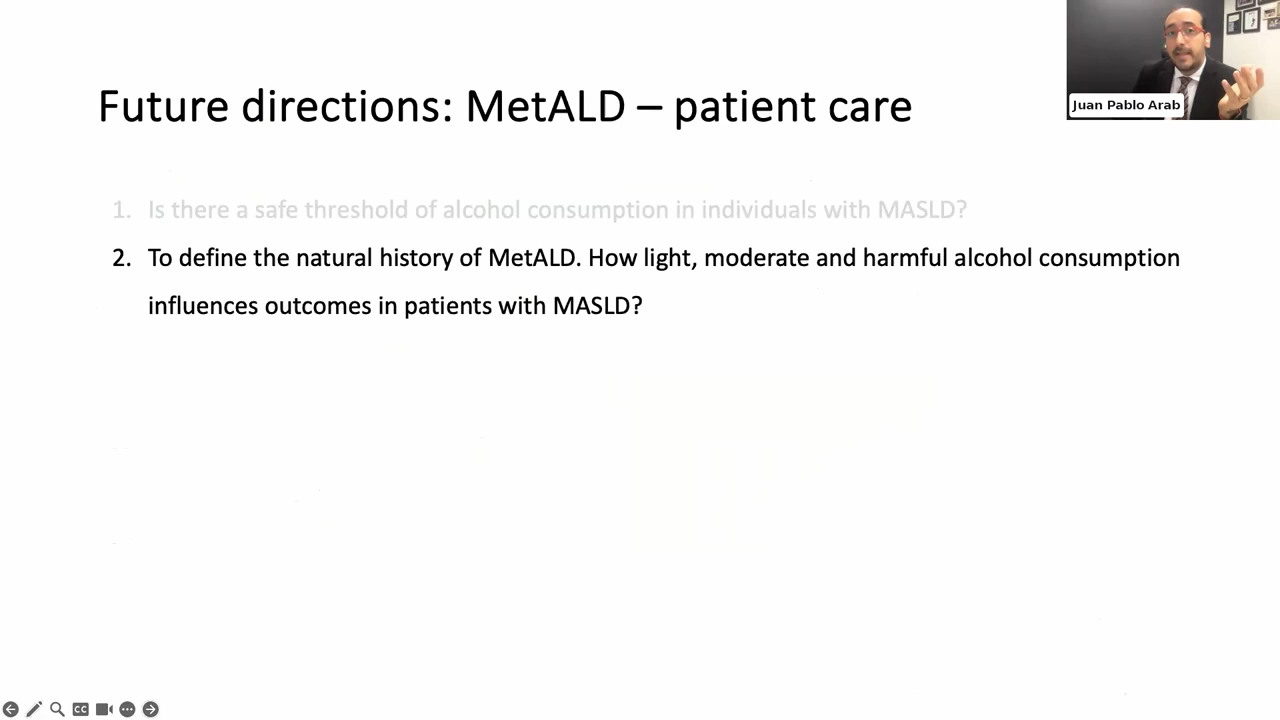 Future directions: MetALD – patient care
Juan Pablo Arab
1. Is there a safe threshold of alcohol consumption in individuals with MASLD?
2. To define the natural history of MetALD. How light, moderate and harmful alcohol consumption
influences outcomes in patients with MASLD?
CC